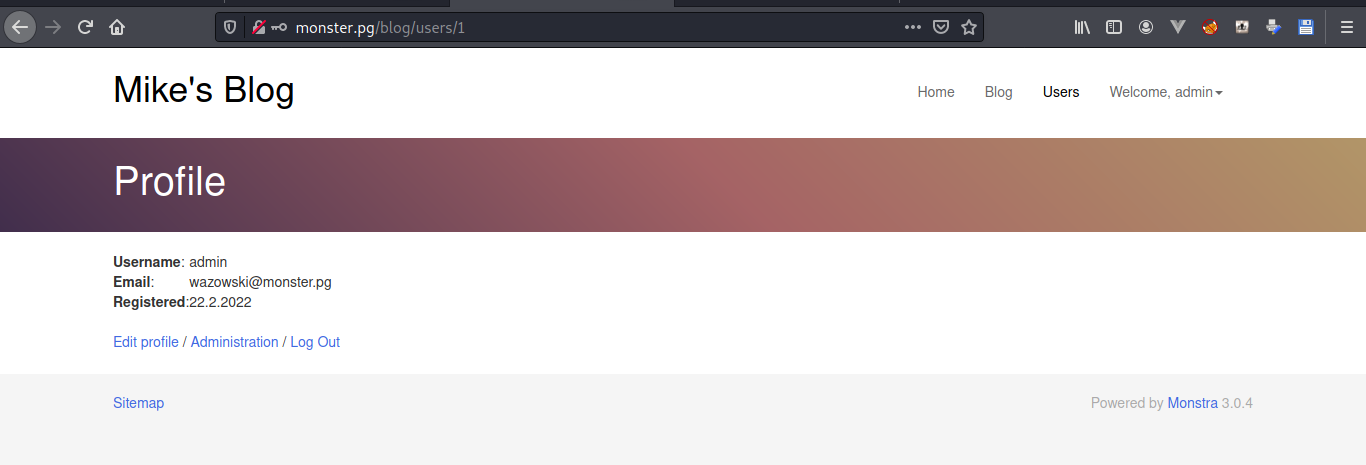 monster.pg/blog/users/1
Mike's Blog
Home Blog Users Welcome, admin
Profile
Username: admin
Email: wazowski@monster.pg
Registered:22.2.2022
Edit profile / Administration / Log Out
Sitemap
Powered by Monstra 3.0.4